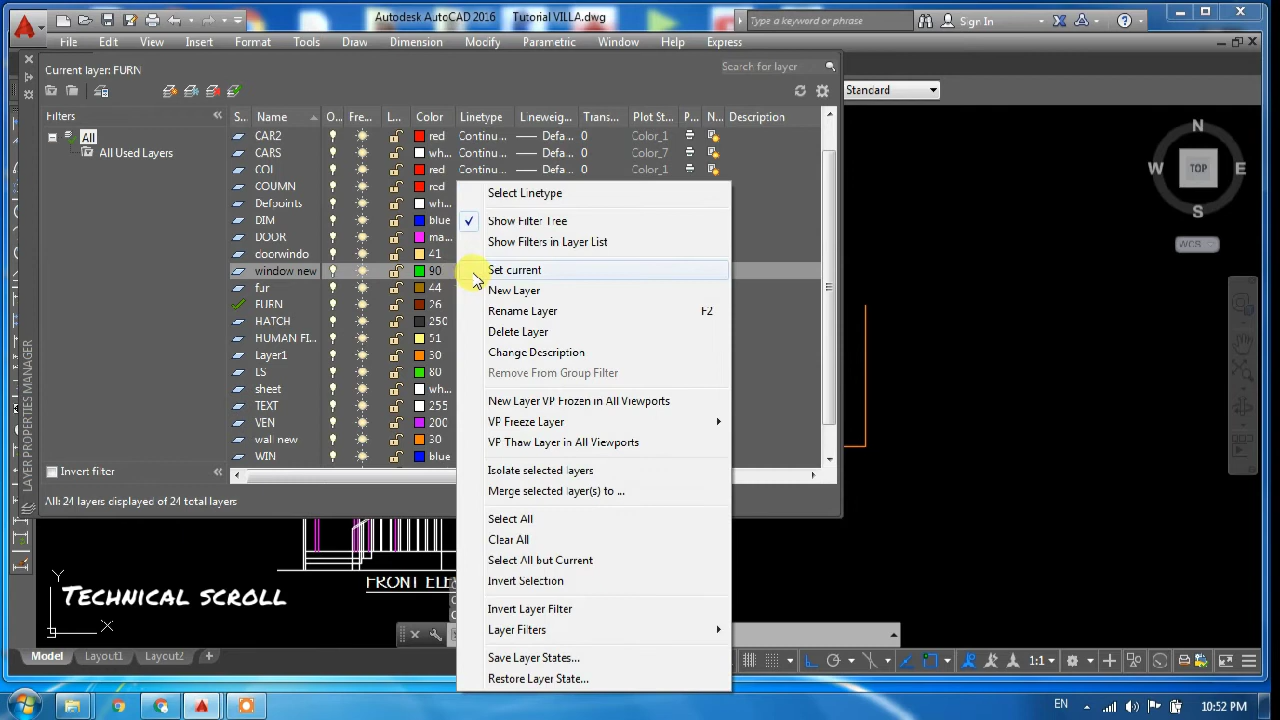 Autodesk AutoCAD 2016 Tutorial VILLA.dwg
Type a keyword or phrase
Sign In
File Edit View Insert Format Tools Draw Dimension Modify Parametric Window Help Express
Current layer: FURN
Search for layer
Standard
Filters
S... Name O... Fre... L... Color Linetype Lineweig... Trans... Plot St... P... N... Description
All
All Used Layers
CAR2 red Continu... Defa... 0 Color_1
CARS wh... Continu... Defa... 0 Color_7
COL red Continu... Defa... 0 Color_1
COUMN red
Defpoints wh...
DIM blue
DOOR ma...
doorwindo 41
window new 90
fur 44
FURN 26
HATCH 250
HUMAN FI... 51
Layer1 30
LS 80
sheet wh...
TEXT 255
VEN 200
wall new 30
WIN blue
Select Linetype
Show Filter Tree
Show Filters in Layer List
Set current
New Layer
Rename Layer F2
Delete Layer
Change Description
Remove From Group Filter
New Layer VP Frozen in All Viewports
VP Freeze Layer
VP Thaw Layer in All Viewports
Isolate selected layers
Merge selected layer(s) to ...
Select All
Clear All
Select All but Current
Invert Selection
Invert Layer Filter
Layer Filters
Save Layer States...
Restore Layer State...
Invert filter
All: 24 layers displayed of 24 total layers
LAYER PROPERTIES MANAGER
N
W TOP E
S
WCS
FRONT ELE
Y
X
Technical scroll
Model Layout1 Layout2 +
1:1
EN 10:52 PM